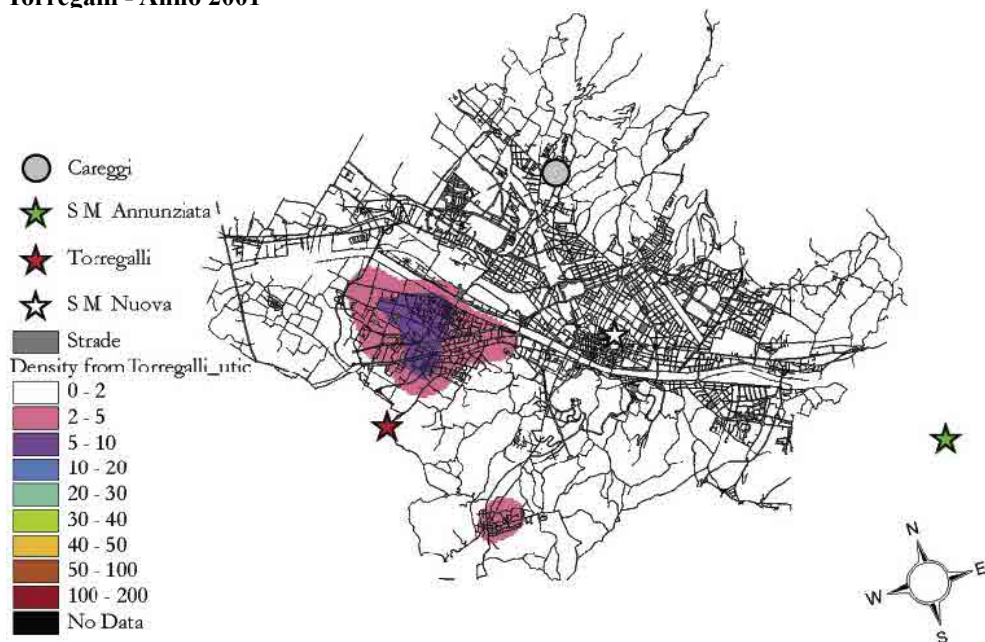 Torregalli - Anno 2001
Careggi
S M Annunziata
Torregalli
S M Nuova
Strade
Density from Torregalli_utic
0 - 2
2 - 5
5 - 10
10 - 20
20 - 30
30 - 40
40 - 50
50 - 100
100 - 200
No Data
N
E
W
S